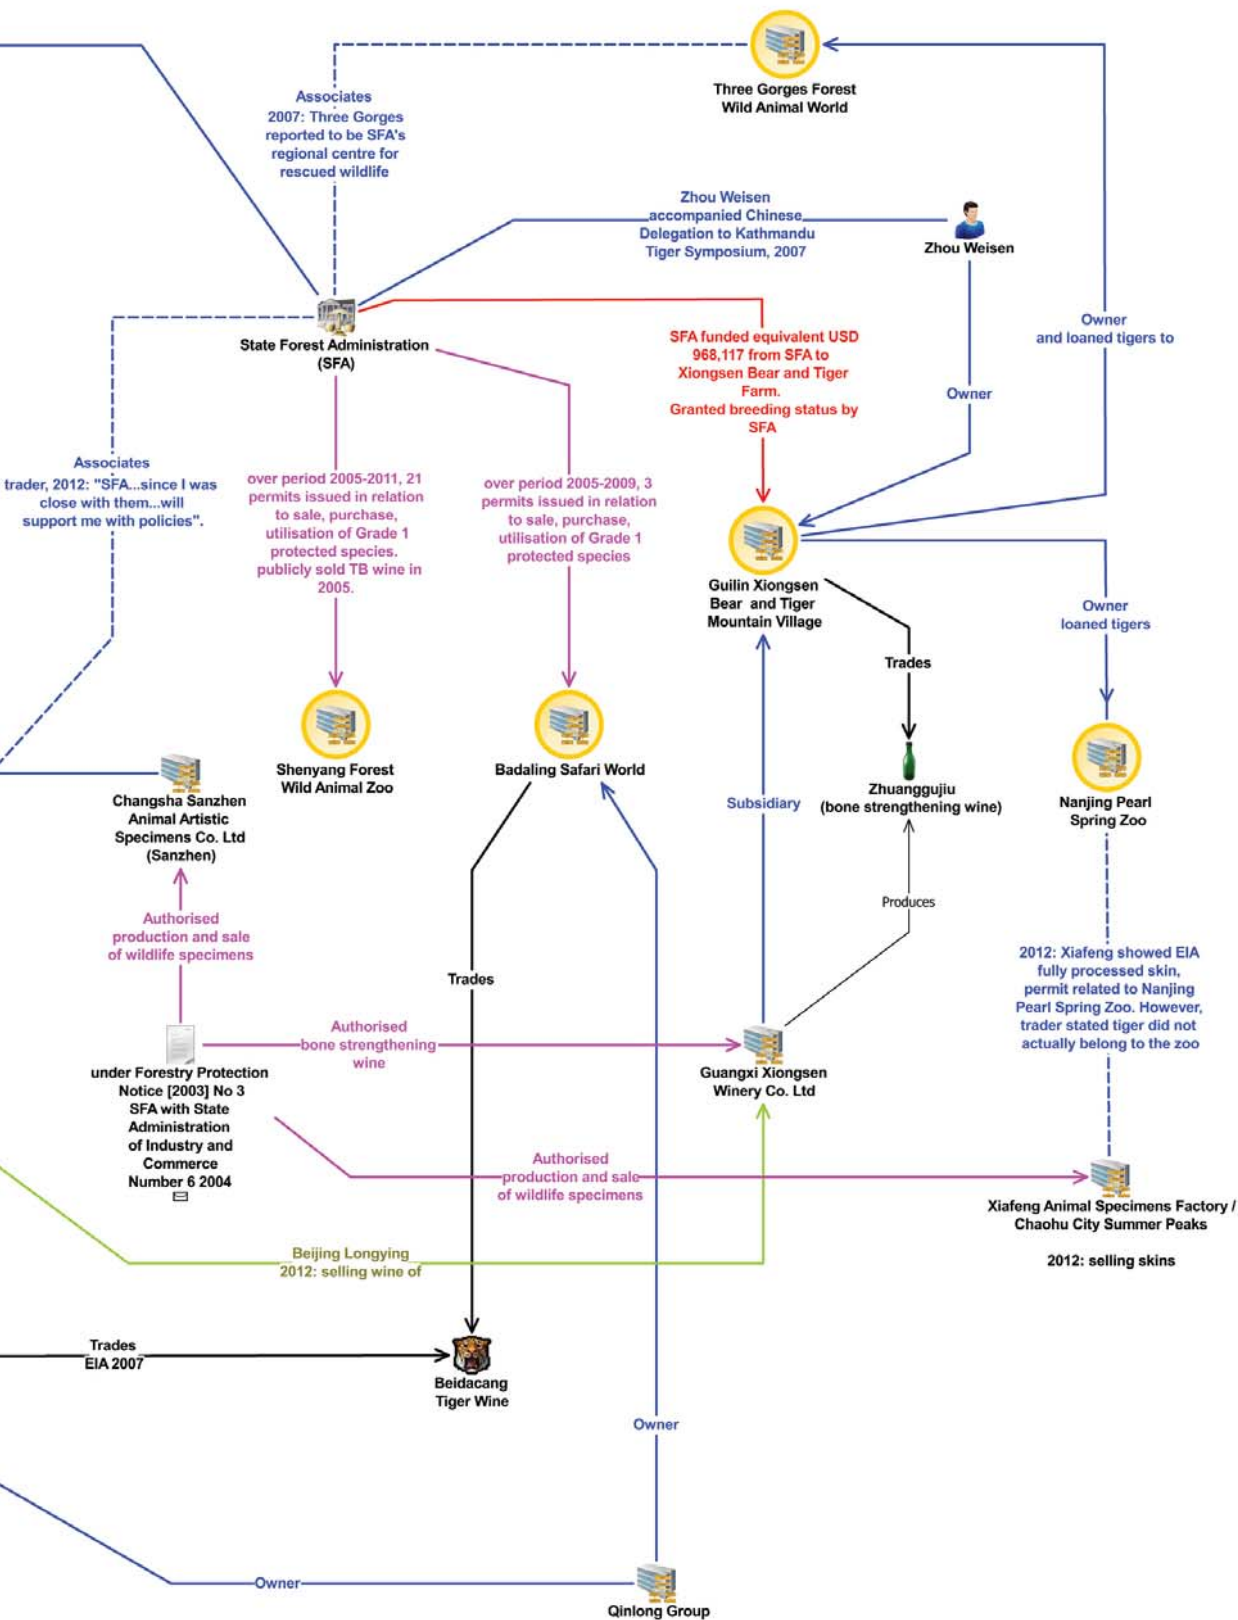 Three Gorges Forest
Wild Animal World
Associates
2007: Three Gorges
reported to be SFA's
regional centre for
rescued wildlife
Zhou Weisen
accompanied Chinese
Delegation to Kathmandu
Tiger Symposium, 2007
Zhou Weisen
State Forest Administration
(SFA)
SFA funded equivalent USD
968,117 from SFA to
Xiongsen Bear and Tiger
Farm.
Granted breeding status by
SFA
Owner
and loaned tigers to
Owner
Associates
trader, 2012: "SFA...since I was
close with them...will
support me with policies".
over period 2005-2011, 21
permits issued in relation
to sale, purchase,
utilisation of Grade 1
protected species.
publicly sold TB wine in
2005.
over period 2005-2009, 3
permits issued in relation
to sale, purchase,
utilisation of Grade 1
protected species
Guilin Xiongsen
Bear and Tiger
Mountain Village
Owner
loaned tigers
Trades
Shenyang Forest
Wild Animal Zoo
Badaling Safari World
Changsha Sanzhen
Animal Artistic
Specimens Co. Ltd
(Sanzhen)
Subsidiary
Zhuanggujiu
(bone strengthening wine)
Nanjing Pearl
Spring Zoo
Authorised
production and sale
of wildlife specimens
Produces
Trades
2012: Xiafeng showed EIA
fully processed skin,
permit related to Nanjing
Pearl Spring Zoo. However,
trader stated tiger did not
actually belong to the zoo
Authorised
bone strengthening
wine
under Forestry Protection
Notice [2003] No 3
SFA with State
Administration
of Industry and
Commerce
Number 6 2004
Guangxi Xiongsen
Winery Co. Ltd
Authorised
production and sale
of wildlife specimens
Xiafeng Animal Specimens Factory /
Chaohu City Summer Peaks
2012: selling skins
Beijing Longying
2012: selling wine of
Trades
EIA 2007
Beidacang
Tiger Wine
Owner
Owner
Qinlong Group